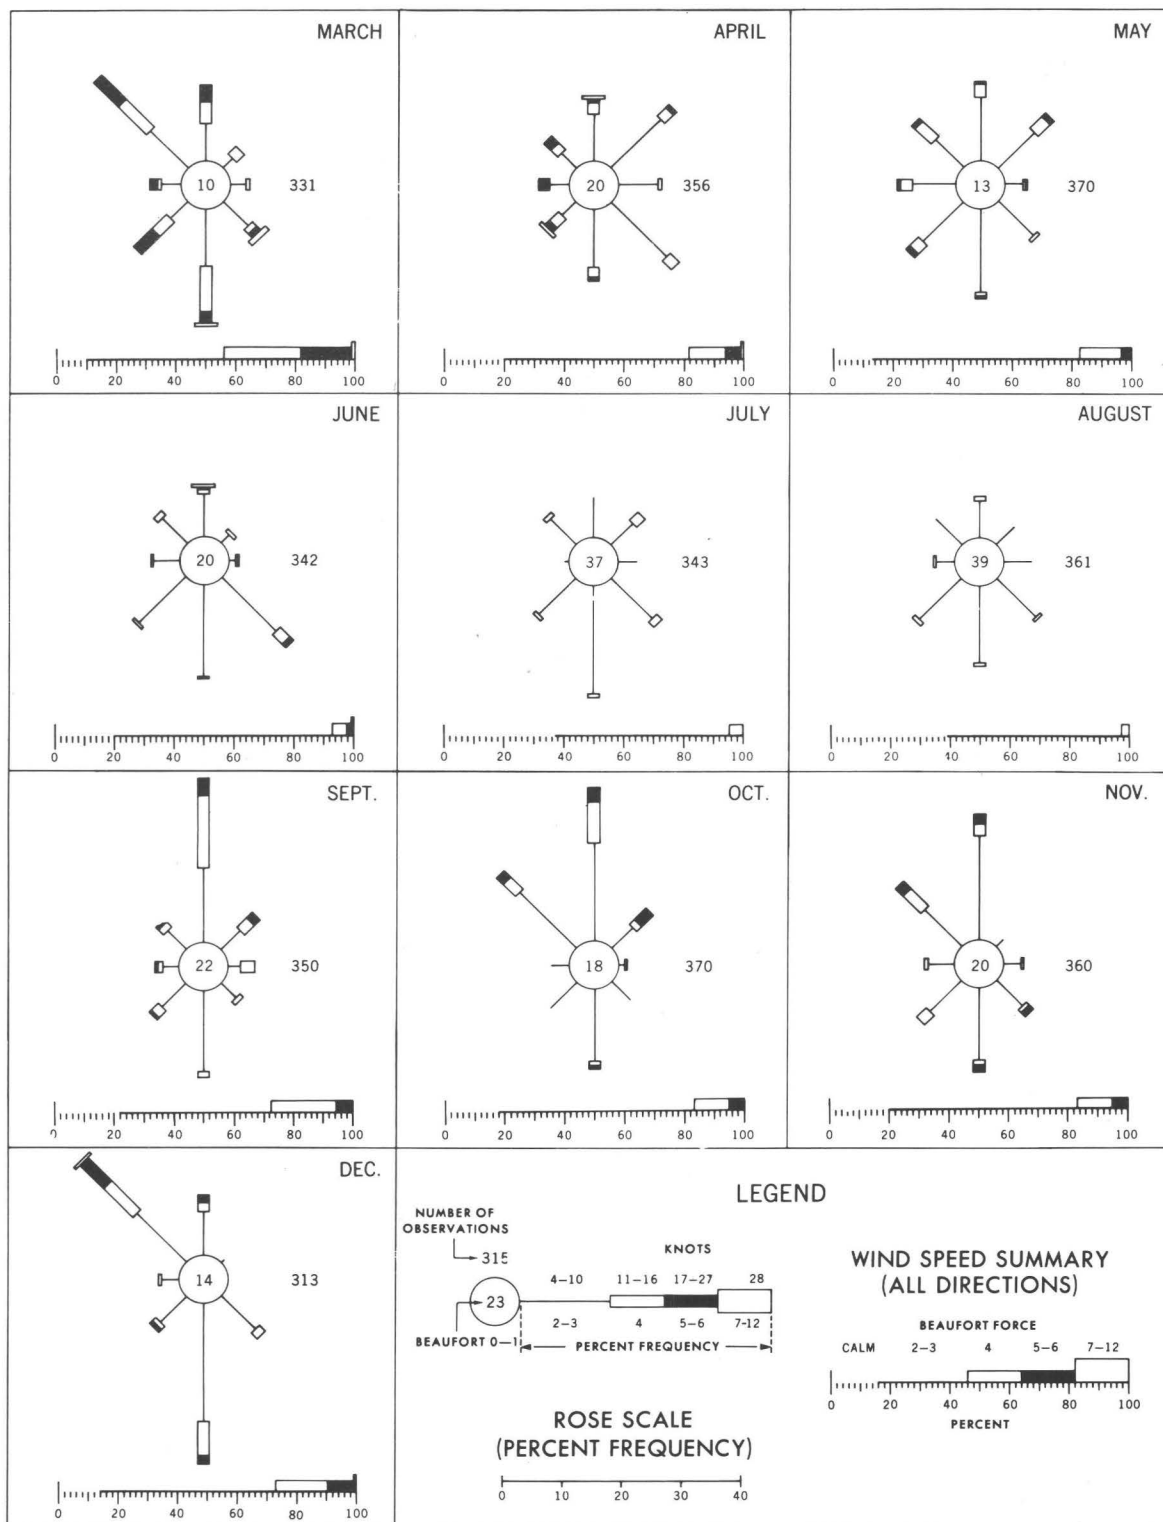 MARCH
10 331
0 20 40 60 80 100
APRIL
20 356
0 20 40 60 80 100
MAY
13 370
0 20 40 60 80 100
JUNE
20 342
0 20 40 60 80 100
JULY
37 343
0 20 40 60 80 100
AUGUST
39 361
0 20 40 60 80 100
SEPT.
22 350
0 20 40 60 80 100
OCT.
18 370
0 20 40 60 80 100
NOV.
20 360
0 20 40 60 80 100
DEC.
14 313
0 20 40 60 80 100
LEGEND
NUMBER OF
OBSERVATIONS
315
KNOTS
4–10 11–16 17–27 28
23
2–3 4 5–6 7–12
BEAUFORT 0–1
PERCENT FREQUENCY
ROSE SCALE
(PERCENT FREQUENCY)
0 10 20 30 40
WIND SPEED SUMMARY
(ALL DIRECTIONS)
BEAUFORT FORCE
CALM 2–3 4 5–6 7–12
0 20 40 60 80 100
PERCENT